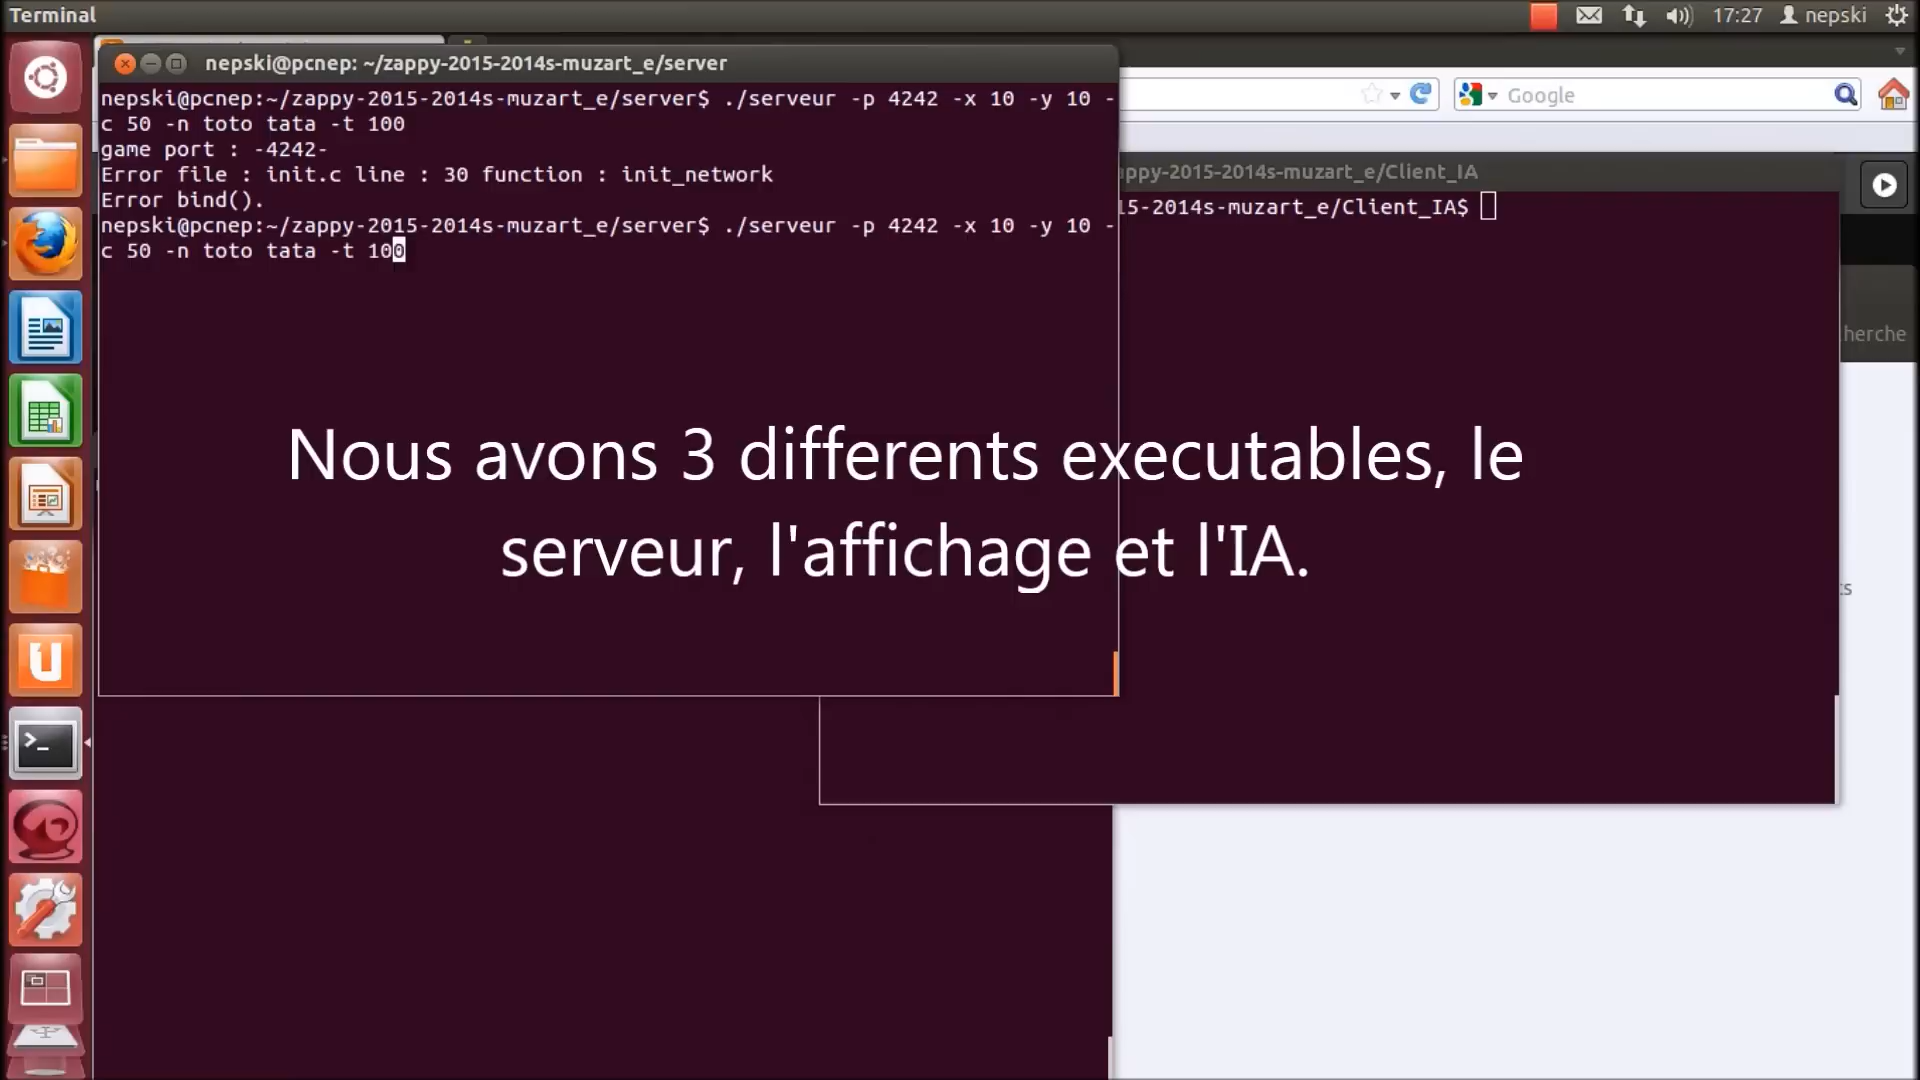 Terminal
17:27
nepski
nepski@pcnep: ~/zappy-2015-2014s-muzart_e/server
nepski@pcnep:~/zappy-2015-2014s-muzart_e/server$ ./serveur -p 4242 -x 10 -y 10 -
c 50 -n toto tata -t 100
game port : -4242-
Error file : init.c line : 30 function : init_network
Error bind().
nepski@pcnep:~/zappy-2015-2014s-muzart_e/server$ ./serveur -p 4242 -x 10 -y 10 -
c 50 -n toto tata -t 100
Google
appy-2015-2014s-muzart_e/Client_IA
15-2014s-muzart_e/Client_IA$
herche
Nous avons 3 differents executables, le
serveur, l'affichage et l'IA.